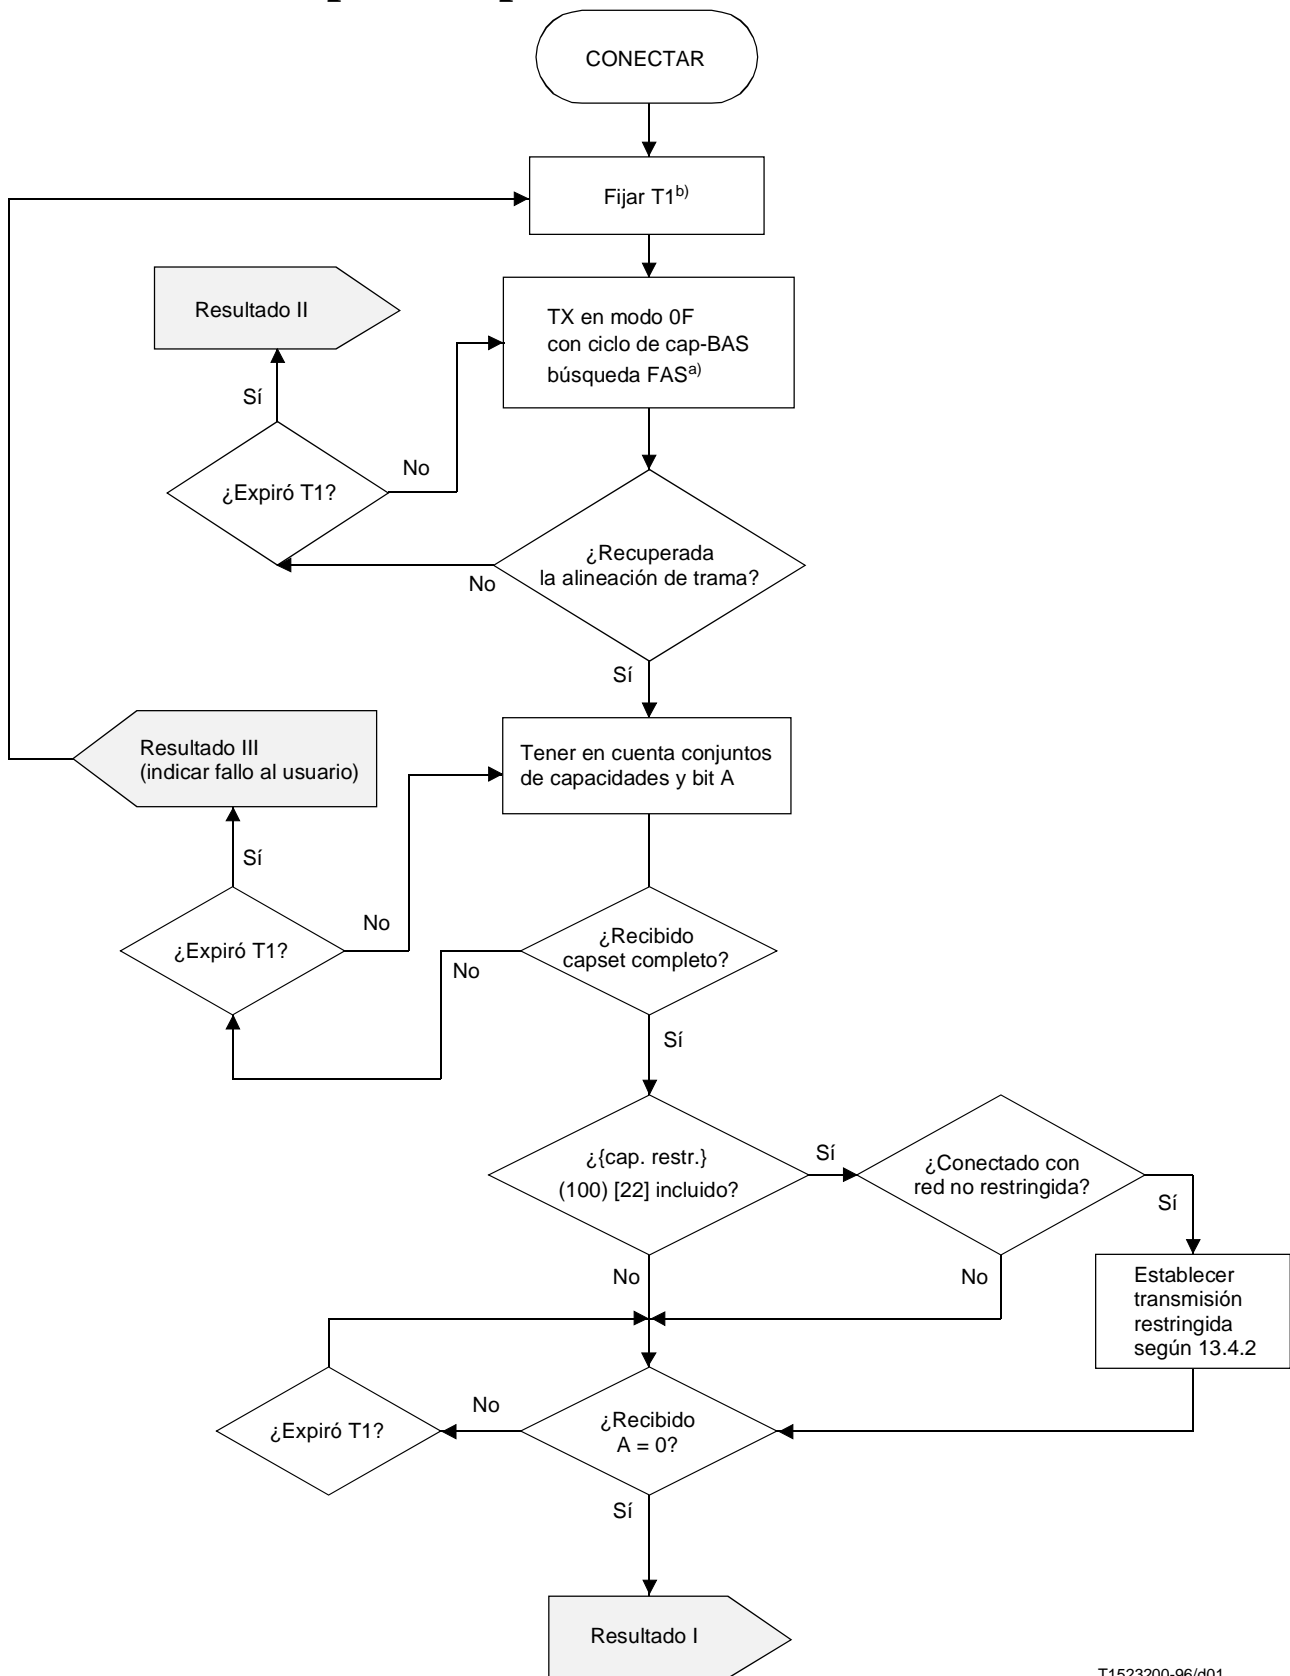 CONECTAR
Fijar T1b)
Resultado II
TX en modo 0F
con ciclo de cap-BAS
búsqueda FASa)
Sí
No
¿Expiró T1?
¿Recuperada
la alineación de trama?
No
Sí
Resultado III
(indicar fallo al usuario)
Tener en cuenta conjuntos
de capacidades y bit A
Sí
No
¿Expiró T1?
¿Recibido
capset completo?
No
Sí
¿{cap. restr.}
(100) [22] incluido?
Sí
¿Conectado con
red no restringida?
Sí
No
No
Establecer
transmisión
restringida
según 13.4.2
¿Expiró T1?
No
¿Recibido
A = 0?
Sí
Resultado I
T1523200-96/d01